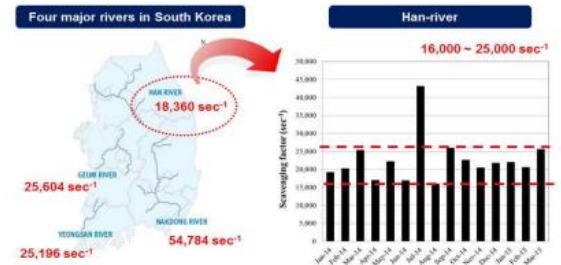 Four major rivers in South Korea
Han-river
N
HAN RIVER
18,360 sec⁻¹
GEUM RIVER
25,604 sec⁻¹
YEONGSAN RIVER
25,196 sec⁻¹
NAKDONG RIVER
54,784 sec⁻¹
16,000 ~ 25,000 sec⁻¹
Scavenging factor (sec⁻¹)
50,000
45,000
40,000
35,000
30,000
25,000
20,000
15,000
10,000
5,000
0
Jan-14
Feb-14
Mar-14
Apr-14
May-14
Jun-14
Jul-14
Aug-14
Sep-14
Oct-14
Nov-14
Dec-14
Jan-15
Feb-15
Mar-15